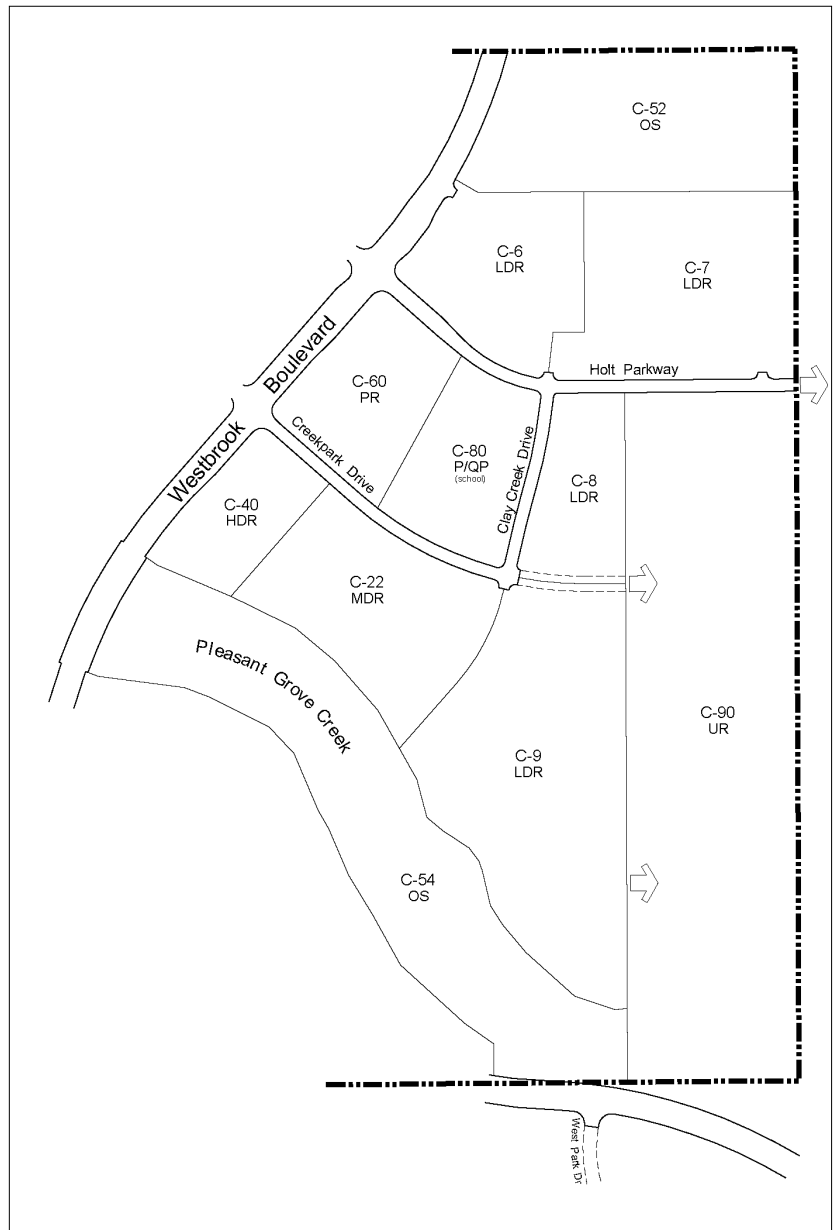 C-52
OS
C-6
LDR
C-7
LDR
Holt Parkway
Westbrook Boulevard
C-60
PR
Creekpark Drive
C-80
P/QP
(school)
Clay Creek Drive
C-8
LDR
C-40
HDR
C-22
MDR
Pleasant Grove Creek
C-90
UR
C-9
LDR
C-54
OS
West Park Dr